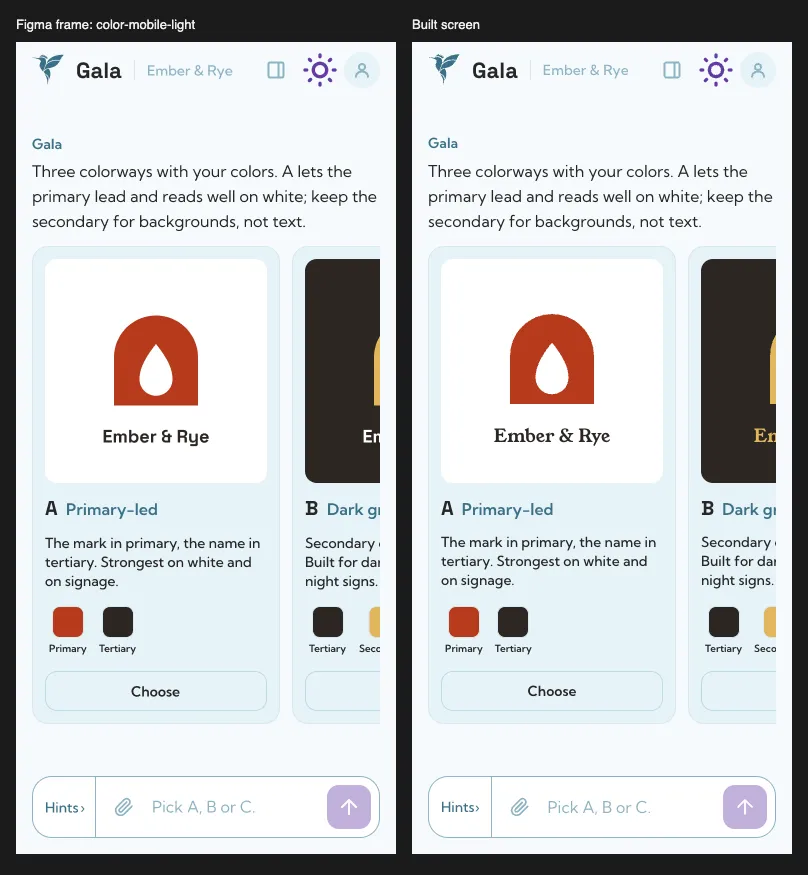 Figma frame: color-mobile-light
Gala
Ember & Rye
Gala
Three colorways with your colors. A lets the
primary lead and reads well on white; keep the
secondary for backgrounds, not text.
Ember & Rye
En
A Primary-led
B Dark gr
The mark in primary, the name in
tertiary. Strongest on white and
on signage.
Secondary
Built for dar
night signs.
Primary
Tertiary
Tertiary
Seco
Choose
Hints›
Pick A, B or C.
Built screen
Gala
Ember & Rye
Gala
Three colorways with your colors. A lets the
primary lead and reads well on white; keep the
secondary for backgrounds, not text.
Ember & Rye
En
A Primary-led
B Dark gr
The mark in primary, the name in
tertiary. Strongest on white and
on signage.
Secondary
Built for dar
night signs.
Primary
Tertiary
Tertiary
Seco
Choose
Hints›
Pick A, B or C.